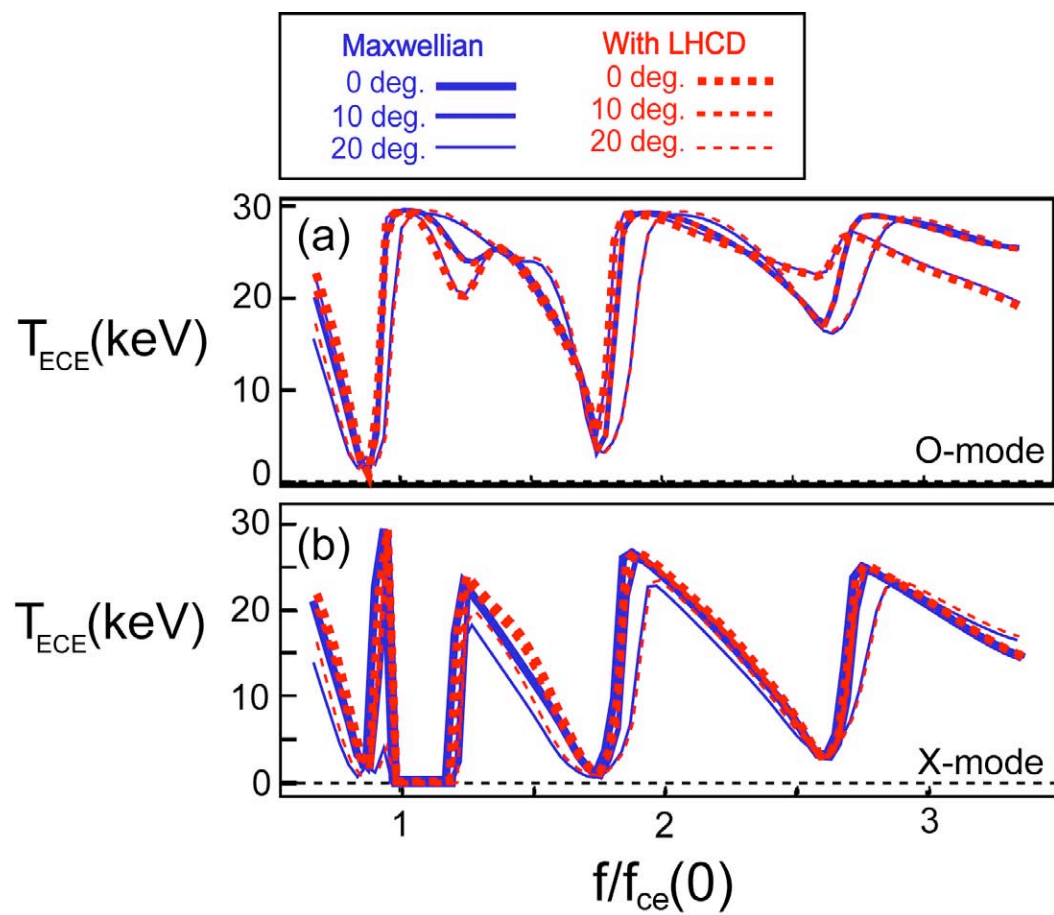 Maxwellian With LHCD
0 deg. 0 deg.
10 deg. 10 deg.
20 deg. 20 deg.
30
(a)
20
T_ECE(keV)
10
O-mode
0
30
(b)
20
T_ECE(keV)
10
X-mode
0
1 2 3
f/f_ce(0)